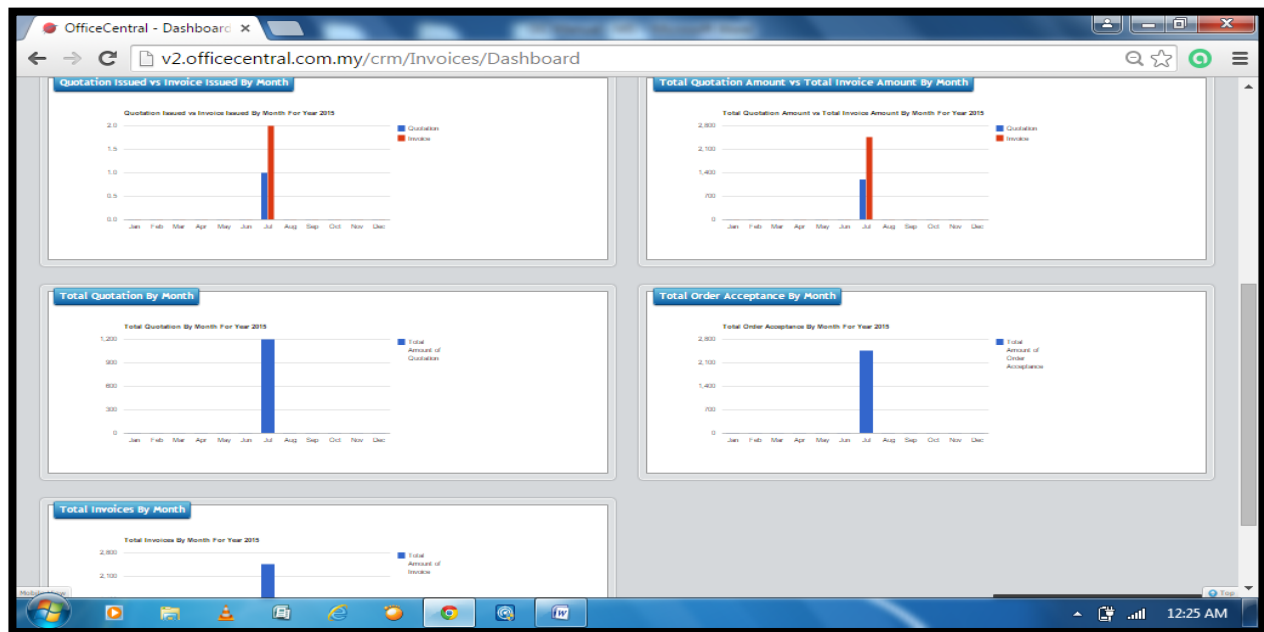 OfficeCentral - Dashboard
v2.officecentral.com.my/crm/Invoices/Dashboard
Quotation Issued vs Invoice Issued By Month
Quotation Issued vs Invoice Issued By Month For Year 2015
2.0
1.5
1.0
0.5
0.0
Jan Feb Mar Apr May Jun Jul Aug Sep Oct Nov Dec
Quotation
Invoice
Total Quotation Amount vs Total Invoice Amount By Month
Total Quotation Amount vs Total Invoice Amount By Month For Year 2015
2,800
2,100
1,400
700
0
Jan Feb Mar Apr May Jun Jul Aug Sep Oct Nov Dec
Quotation
Invoice
Total Quotation By Month
Total Quotation By Month For Year 2015
1,200
900
600
300
0
Jan Feb Mar Apr May Jun Jul Aug Sep Oct Nov Dec
Total
Amount of
Quotation
Total Order Acceptance By Month
Total Order Acceptance By Month For Year 2015
2,800
2,100
1,400
700
0
Jan Feb Mar Apr May Jun Jul Aug Sep Oct Nov Dec
Total
Amount of
Order
Acceptance
Total Invoices By Month
Total Invoices By Month For Year 2015
2,800
2,100
Total
Amount of
Invoice
Mobile View
Top
12:25 AM